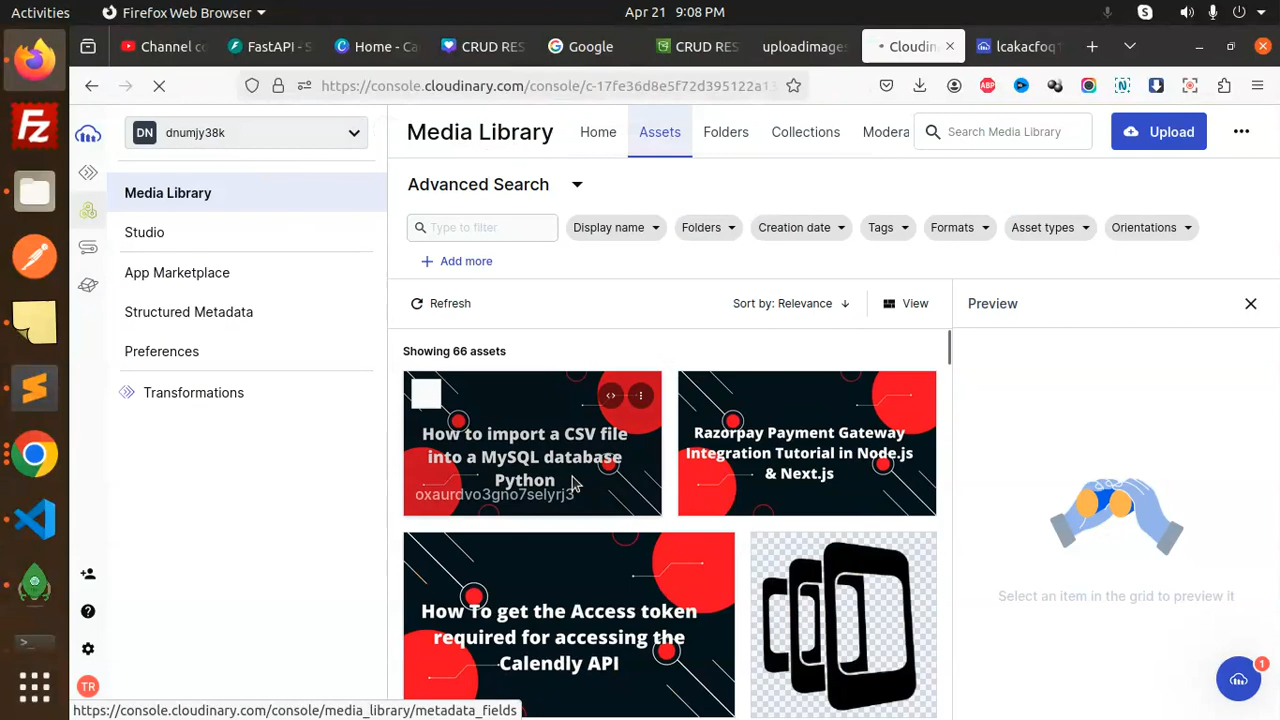 Activities
Firefox Web Browser
Apr 21 9:08 PM
Channel co
FastAPI - S
Home - Ca
CRUD RES
Google
CRUD RES
uploadimages
Cloudin
lcakacfoq1
https://console.cloudinary.com/console/c-17fe36d8e5f72d395122a13
DN dnumjy38k
Media Library
Home
Assets
Folders
Collections
Modera
Search Media Library
Upload
Advanced Search
Media Library
Studio
App Marketplace
Structured Metadata
Preferences
Transformations
Type to filter
Display name
Folders
Creation date
Tags
Formats
Asset types
Orientations
Add more
Refresh
Sort by: Relevance
View
Preview
Showing 66 assets
How to import a CSV file
into a MySQL database
Python
oxaurdvo3gno7selyrj3
Razorpay Payment Gateway
Integration Tutorial in Node.js
& Next.js
How To get the Access token
required for accessing the
Calendly API
Select an item in the grid to preview it
1
TR
https://console.cloudinary.com/console/media_library/metadata_fields